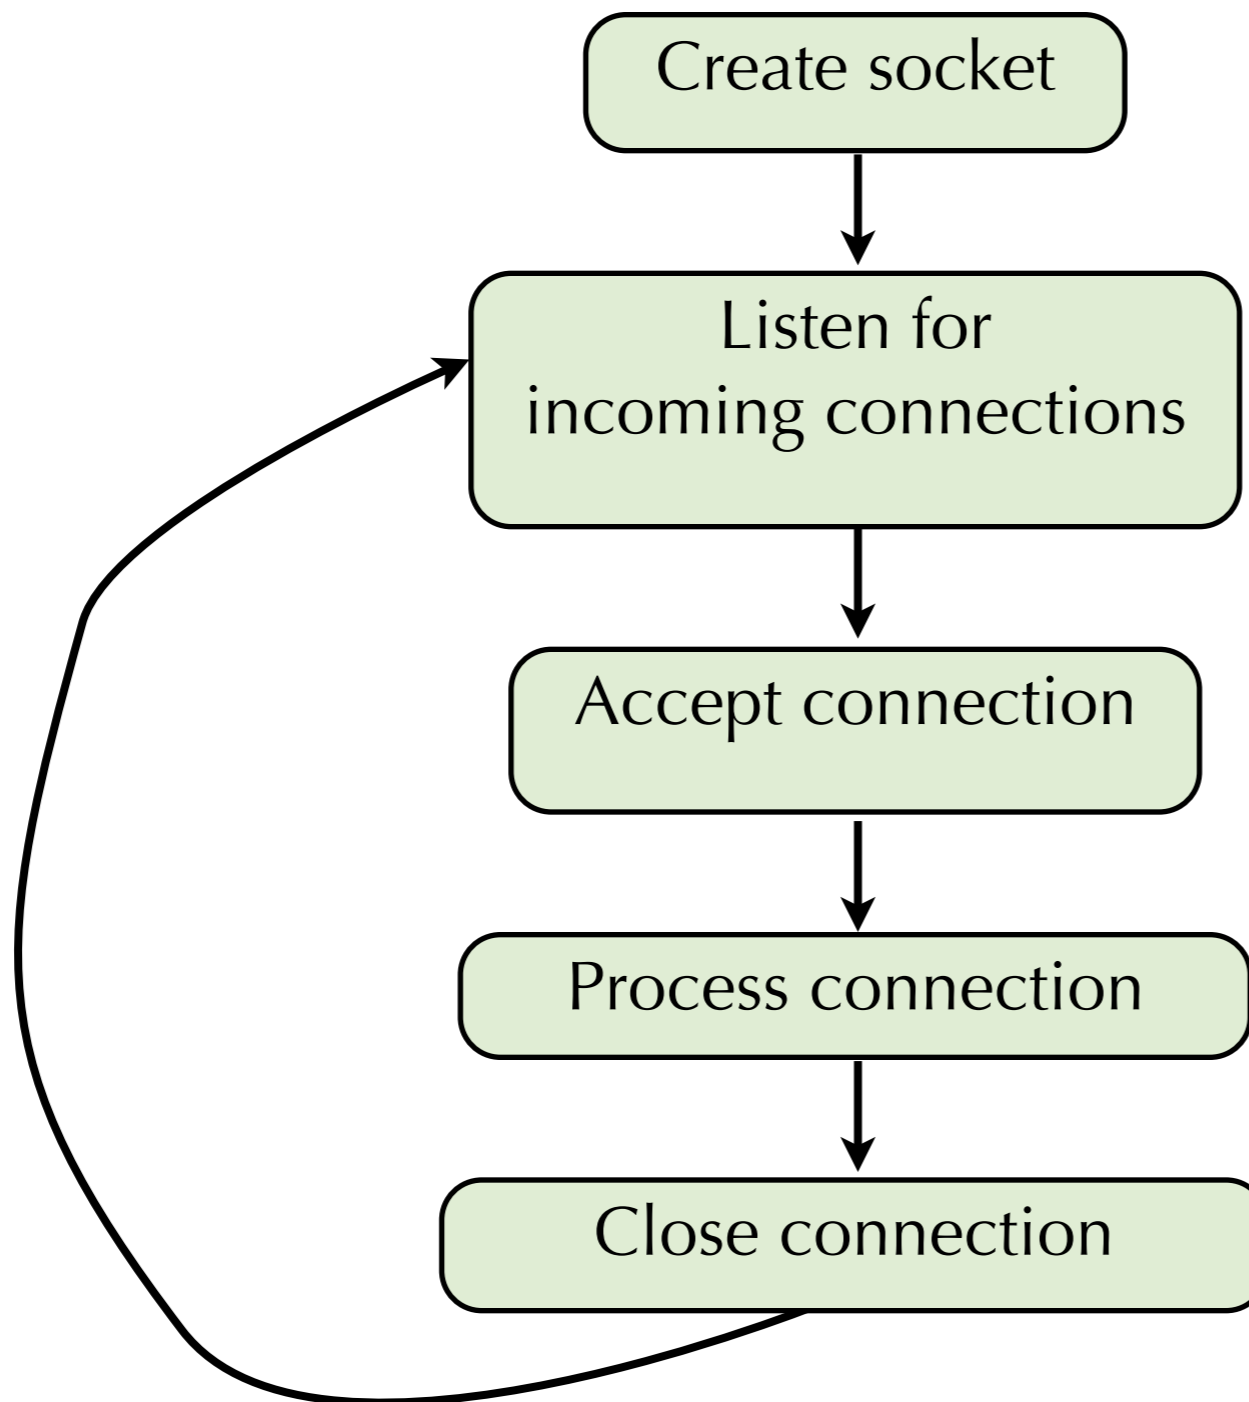 Create socket
Listen for
incoming connections
Accept connection
Process connection
Close connection